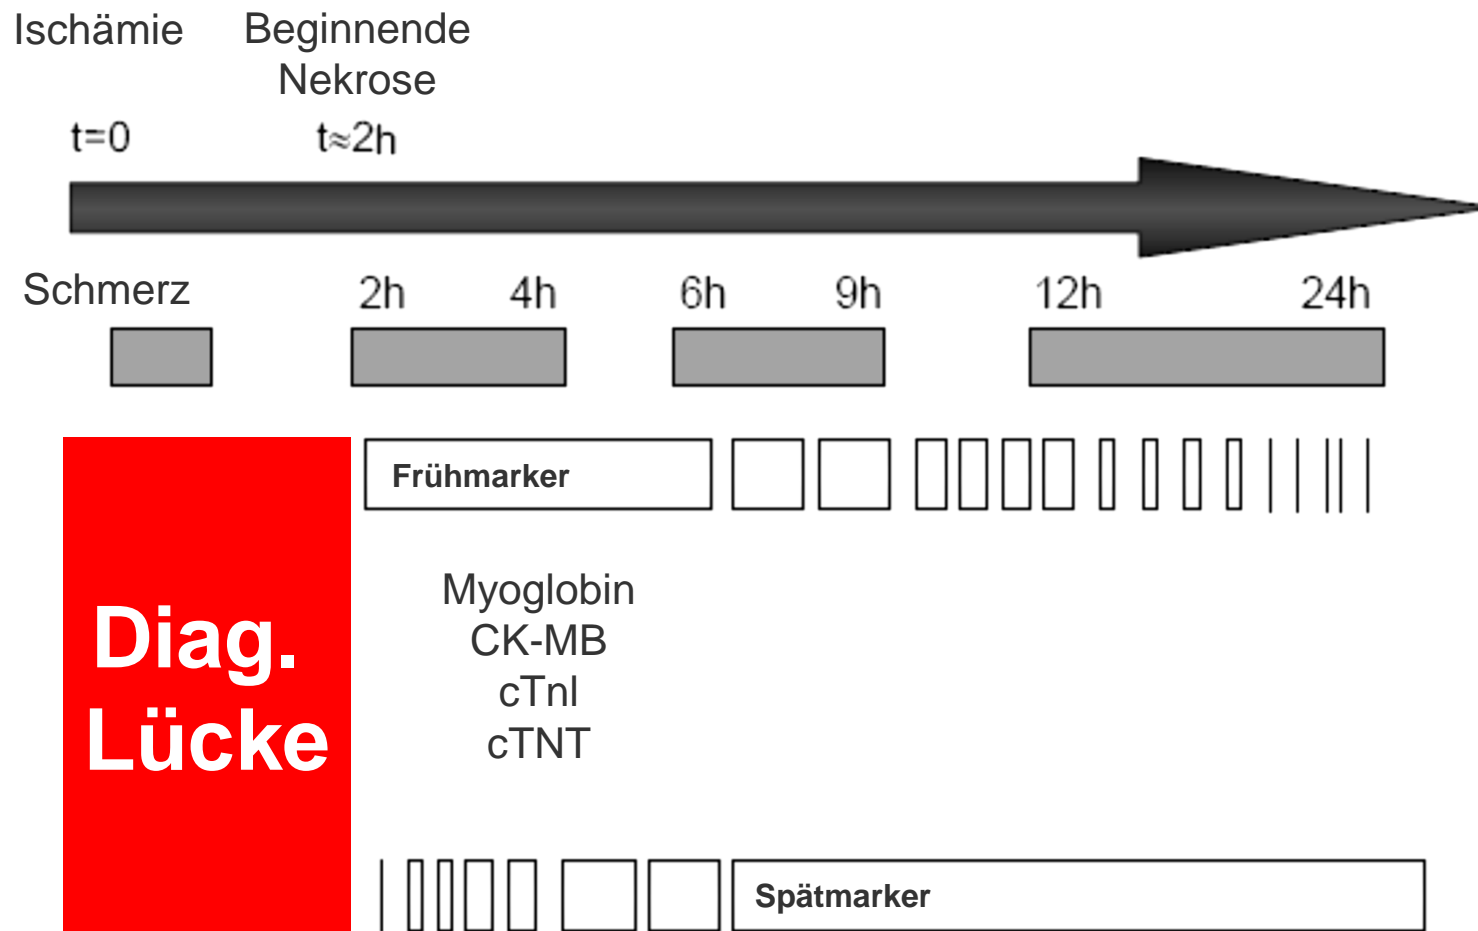 Ischämie Beginnende
Nekrose
t=0 t≈2h
Schmerz 2h 4h 6h 9h 12h 24h
Frühmarker
Diag.
Lücke
Myoglobin
CK-MB
cTnl
cTNT
Spätmarker